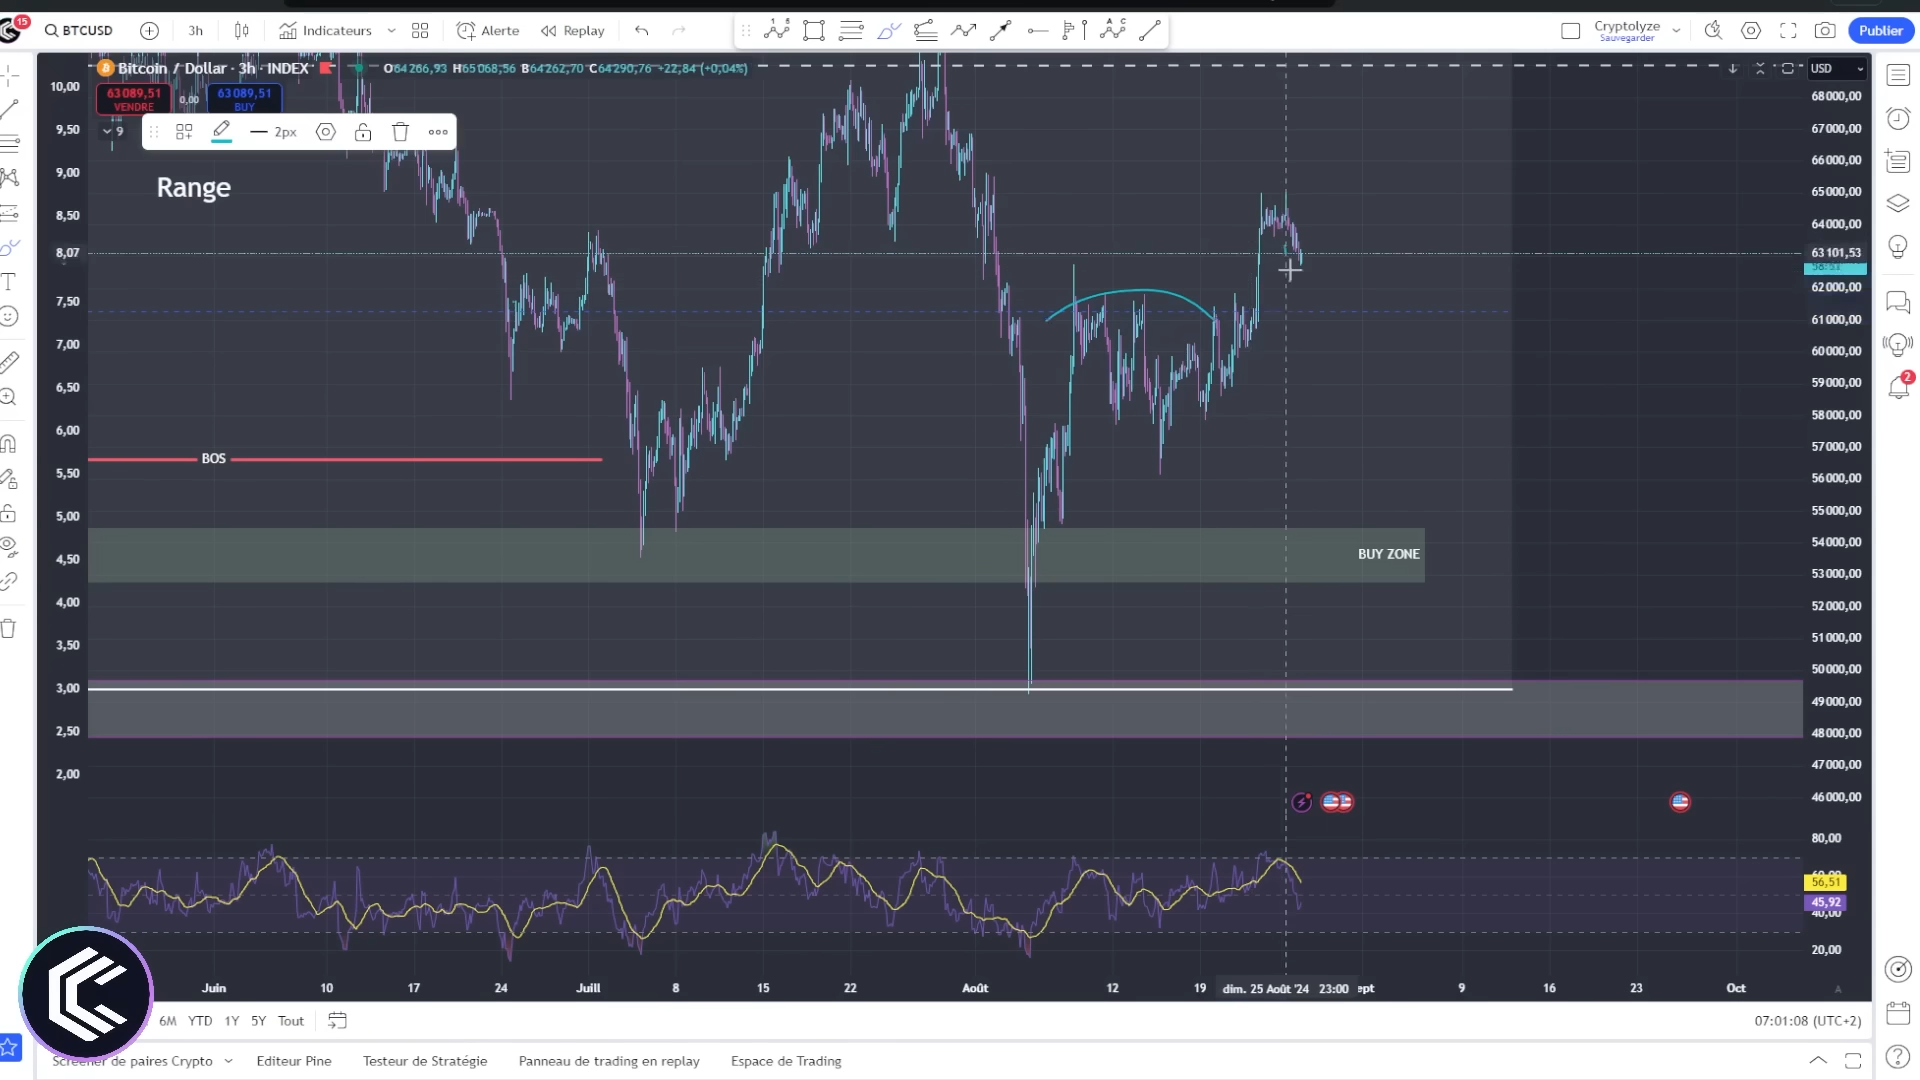 15
BTCUSD
3h
Indicateurs
Alerte
Replay
Cryptolyze
Sauvegarder
Publier
Bitcoin / Dollar · 3h · INDEX
O64 266,93 H65 068,56 B64 262,70 C64 290,76 +22,84 (+0,04%)
USD
63 089,51
VENDRE
0,00
63 089,51
BUY
9
2px
Range
10,00
9,50
9,00
8,50
8,07
7,50
7,00
6,50
6,00
5,50
5,00
4,50
4,00
3,50
3,00
2,50
2,00
68 000,00
67 000,00
66 000,00
65 000,00
64 000,00
63 101,53
62 000,00
61 000,00
60 000,00
59 000,00
58 000,00
57 000,00
56 000,00
55 000,00
54 000,00
53 000,00
52 000,00
51 000,00
50 000,00
49 000,00
48 000,00
47 000,00
46 000,00
80,00
56,51
45,92
40,00
20,00
2
BOS
BUY ZONE
Juin
10
17
24
Juill
8
15
22
Août
12
19
dim. 25 Août '24 23:00
ept
9
16
23
Oct
A
6M
YTD
1Y
5Y
Tout
07:01:08 (UTC+2)
Screener de paires Crypto
Editeur Pine
Testeur de Stratégie
Panneau de trading en replay
Espace de Trading